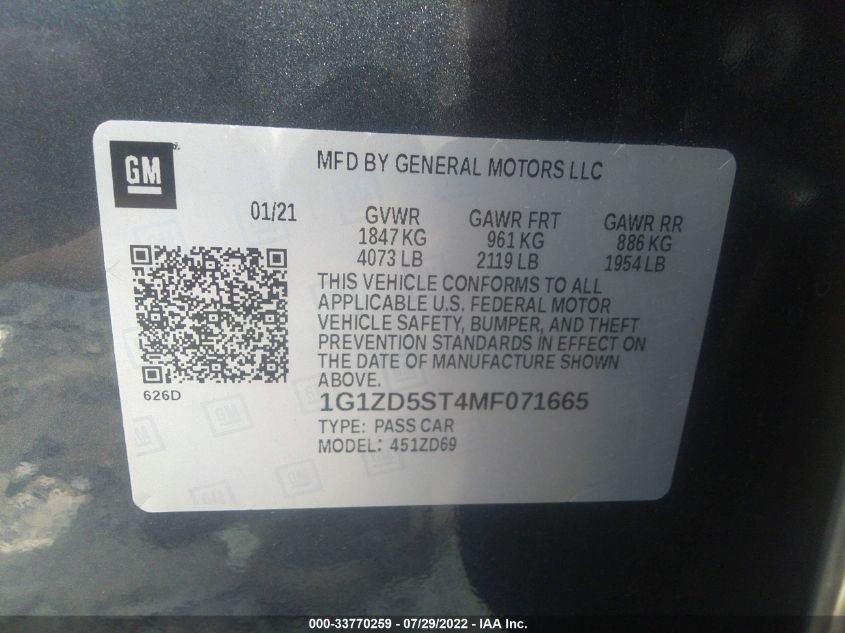 GM
MFD BY GENERAL MOTORS LLC
01/21
GVWR GAWR FRT GAWR RR
1847 KG 961 KG 886 KG
4073 LB 2119 LB 1954 LB
THIS VEHICLE CONFORMS TO ALL
APPLICABLE U.S. FEDERAL MOTOR
VEHICLE SAFETY, BUMPER, AND THEFT
PREVENTION STANDARDS IN EFFECT ON
THE DATE OF MANUFACTURE SHOWN
ABOVE.
626D
1G1ZD5ST4MF071665
TYPE: PASS CAR
MODEL: 451ZD69
000-33770259 - 07/29/2022 - IAA Inc.